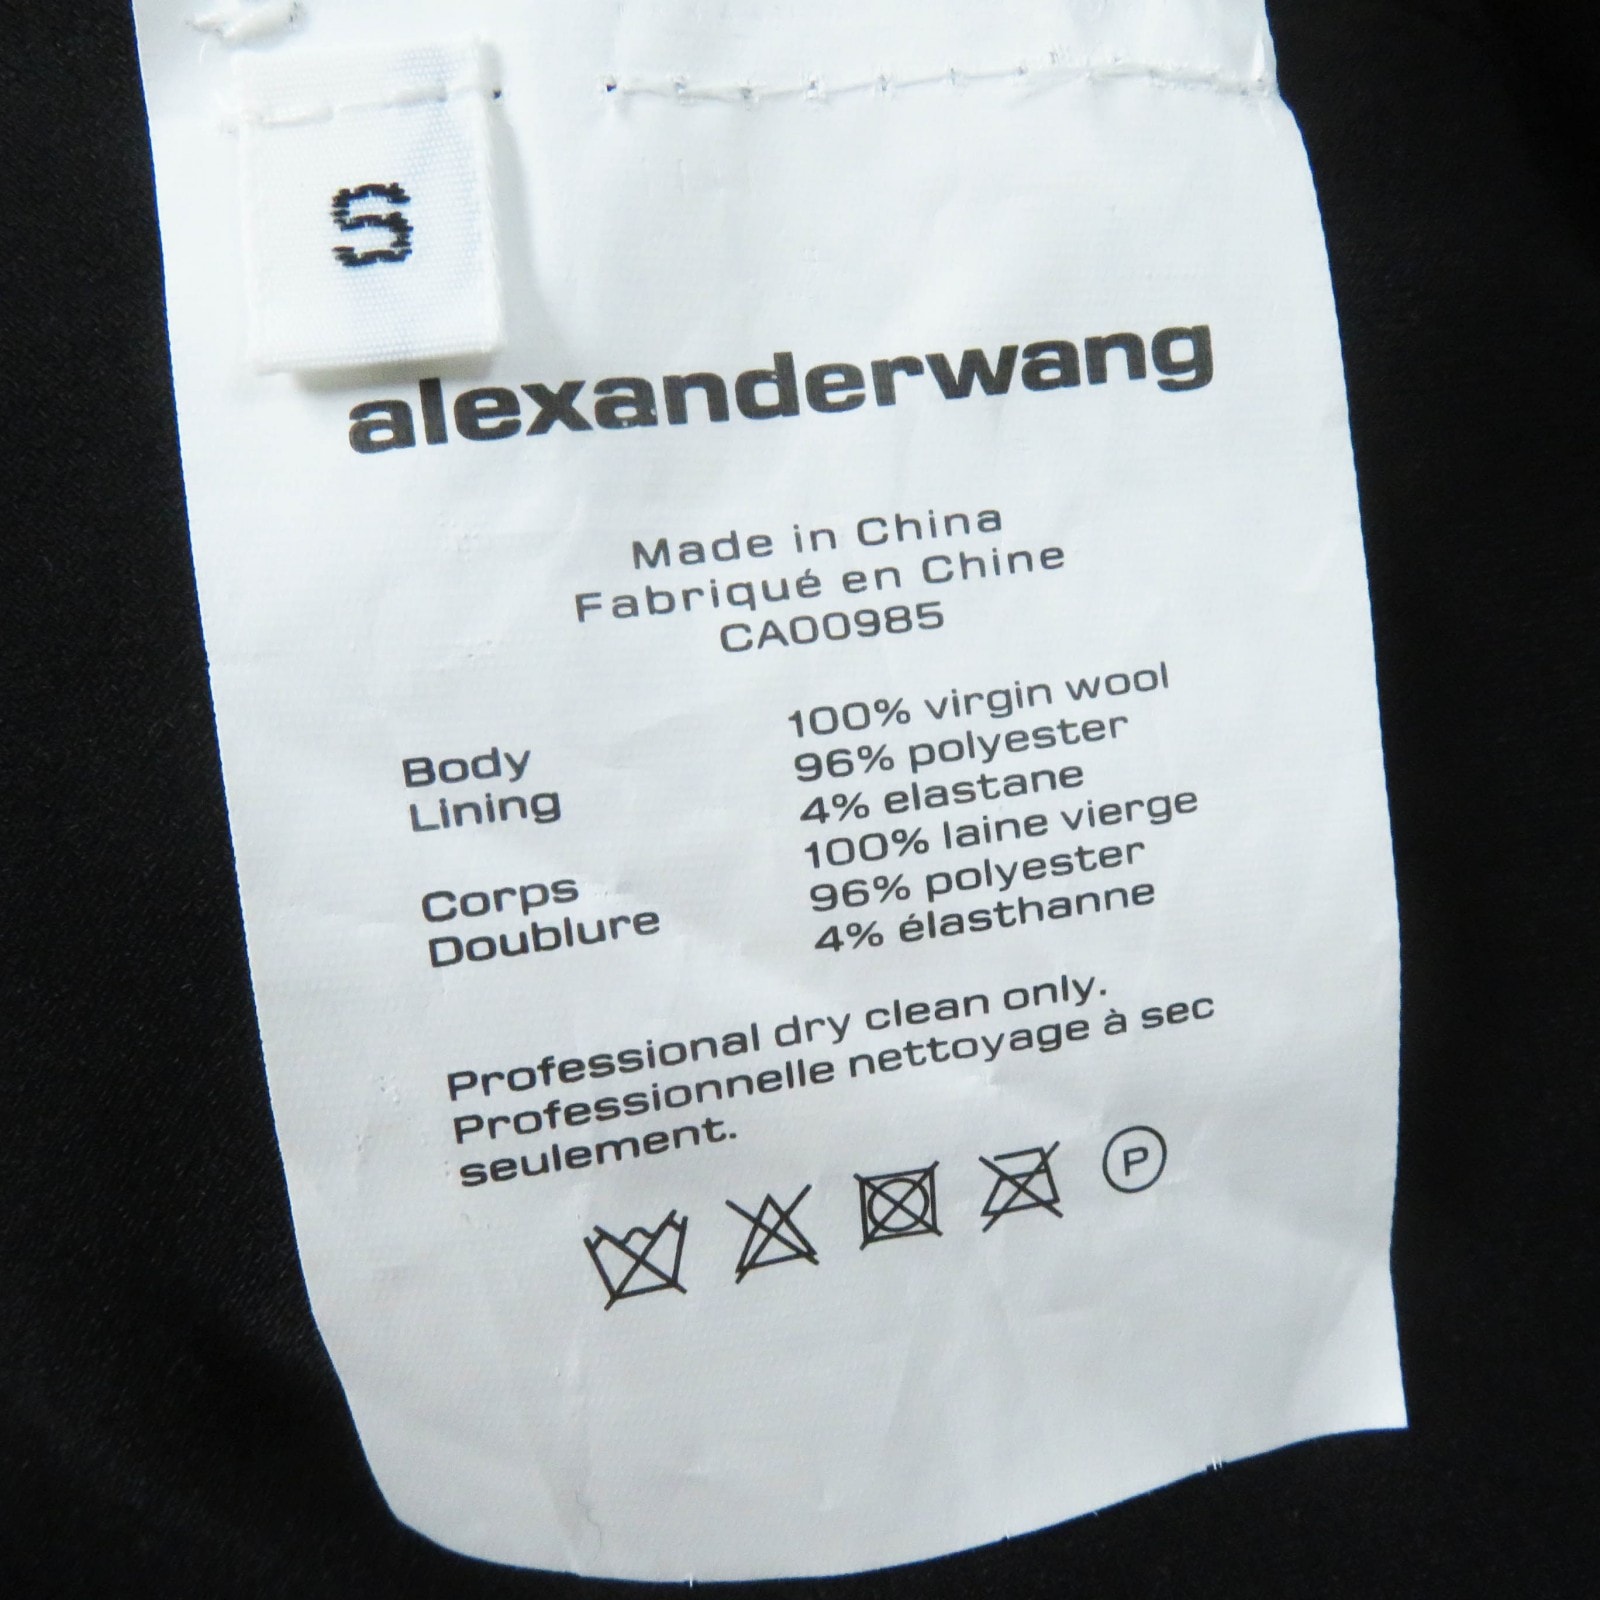 S
alexanderwang
Made in China
Fabriqué en Chine
CA00985
Body 100% virgin wool
Lining 96% polyester
4% elastane
Corps 100% laine vierge
Doublure 96% polyester
4% élasthanne
Professional dry clean only.
Professionnelle nettoyage à sec
seulement.
P